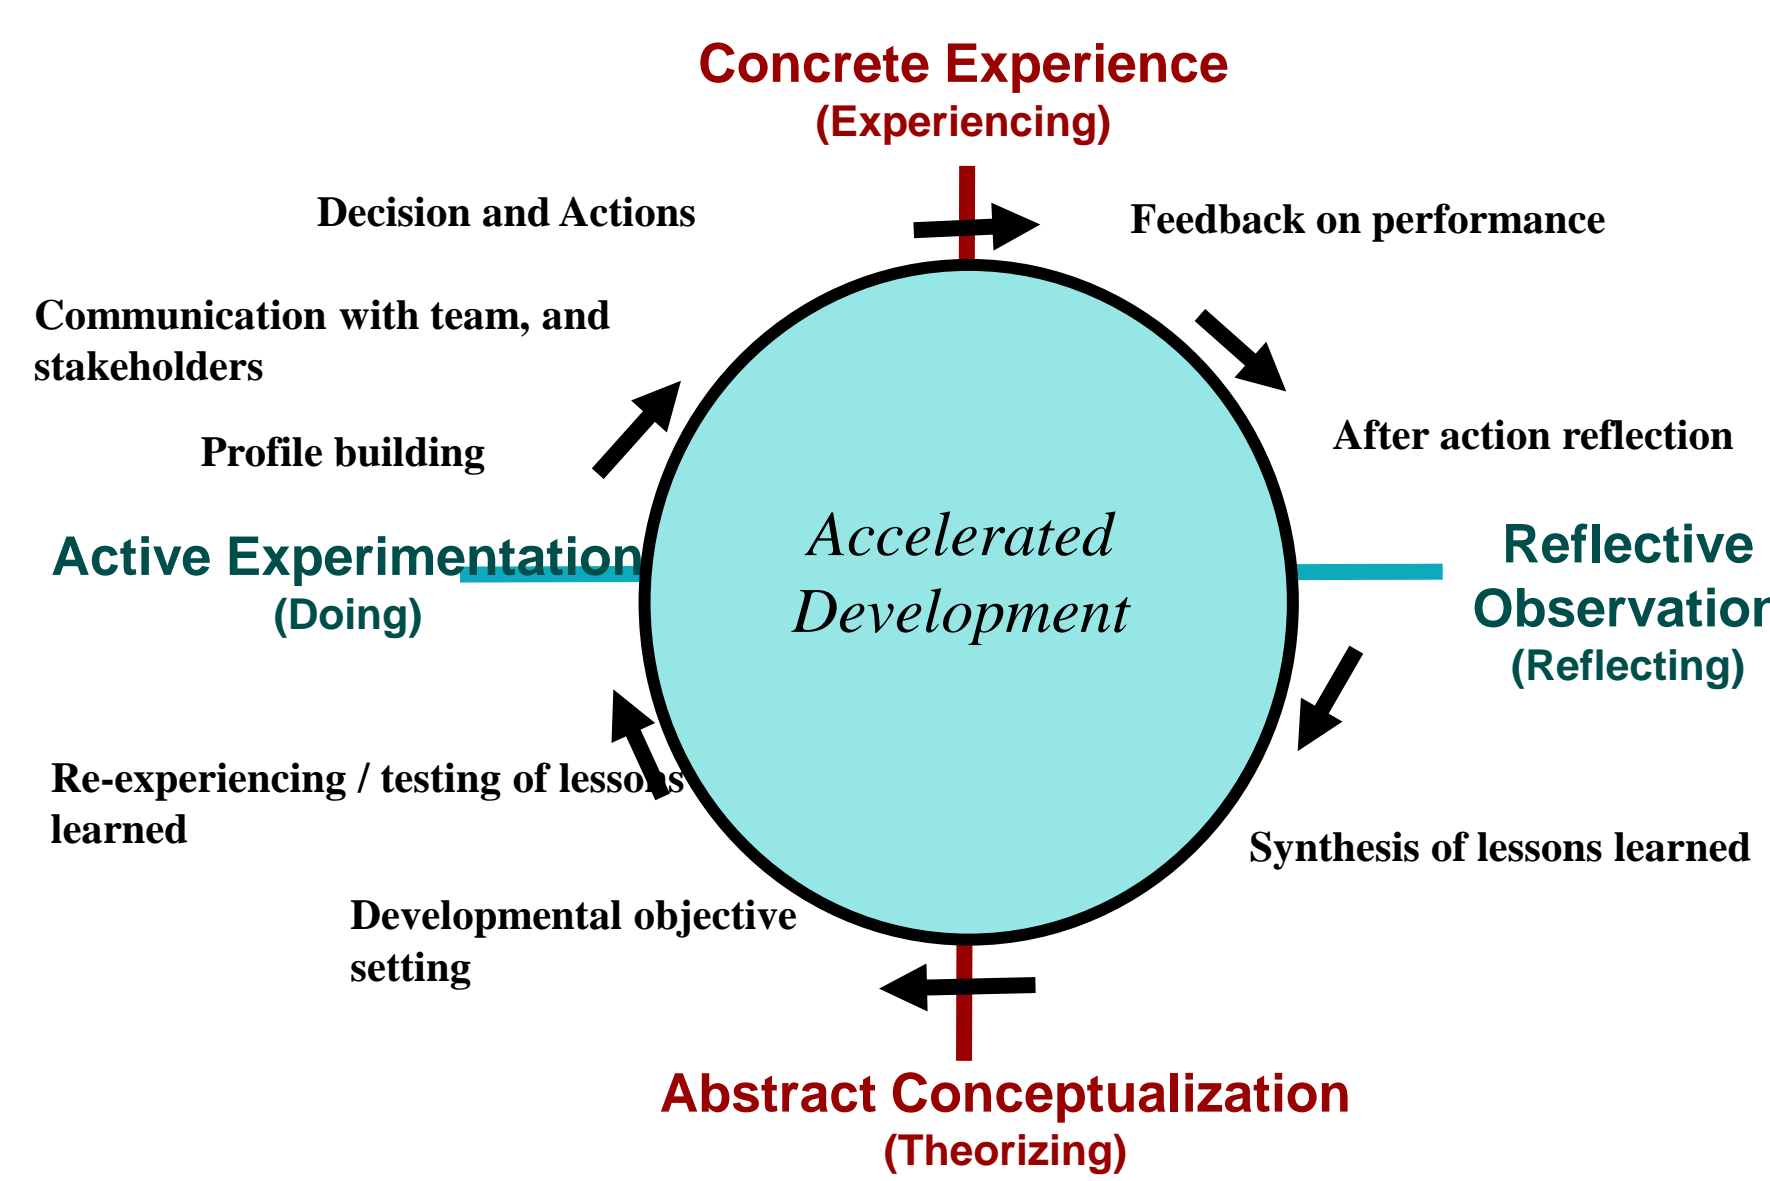 Concrete Experience
(Experiencing)
Decision and Actions
Feedback on performance
Communication with team, and
stakeholders
After action reflection
Profile building
Accelerated
Development
Active Experimentation
(Doing)
Reflective
Observation
(Reflecting)
Re-experiencing / testing of lessons
learned
Synthesis of lessons learned
Developmental objective
setting
Abstract Conceptualization
(Theorizing)